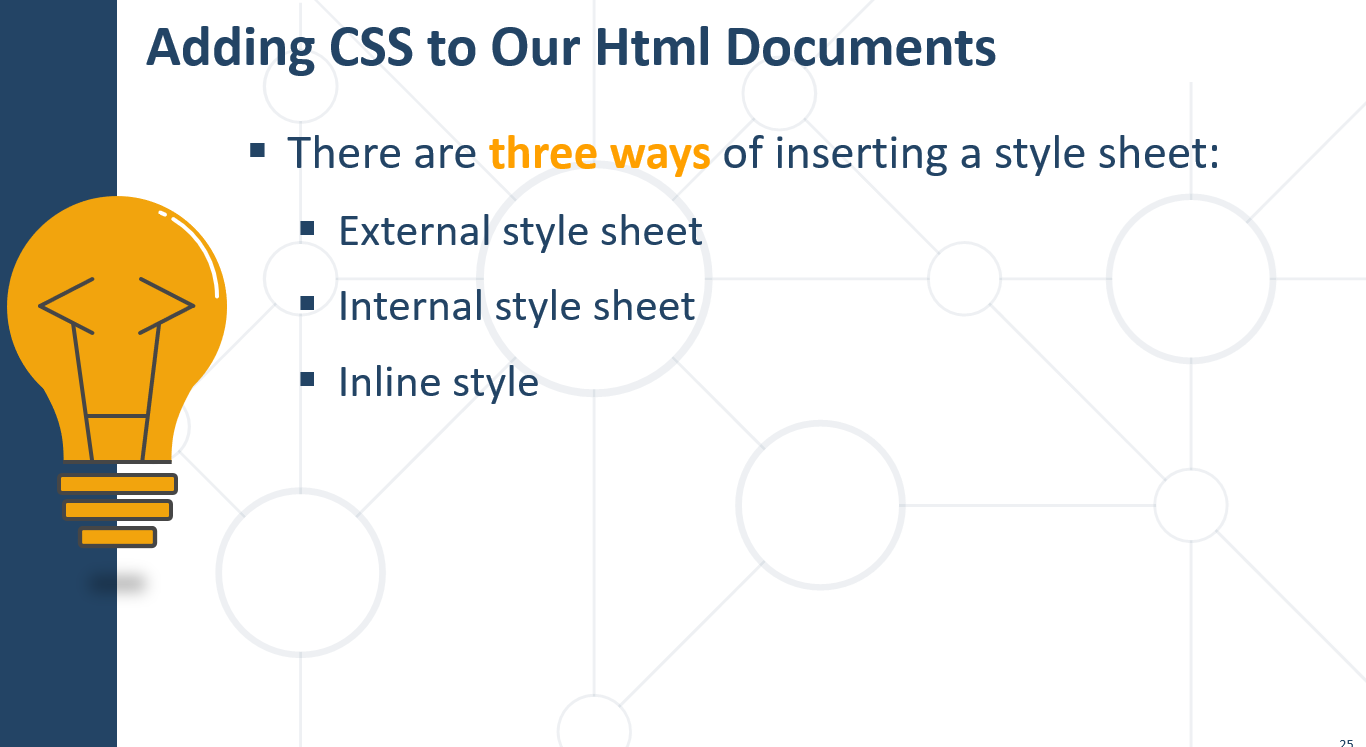 Adding CSS to Our Html Documents
▪ There are three ways of inserting a style sheet:
▪ External style sheet
▪ Internal style sheet
▪ Inline style
25